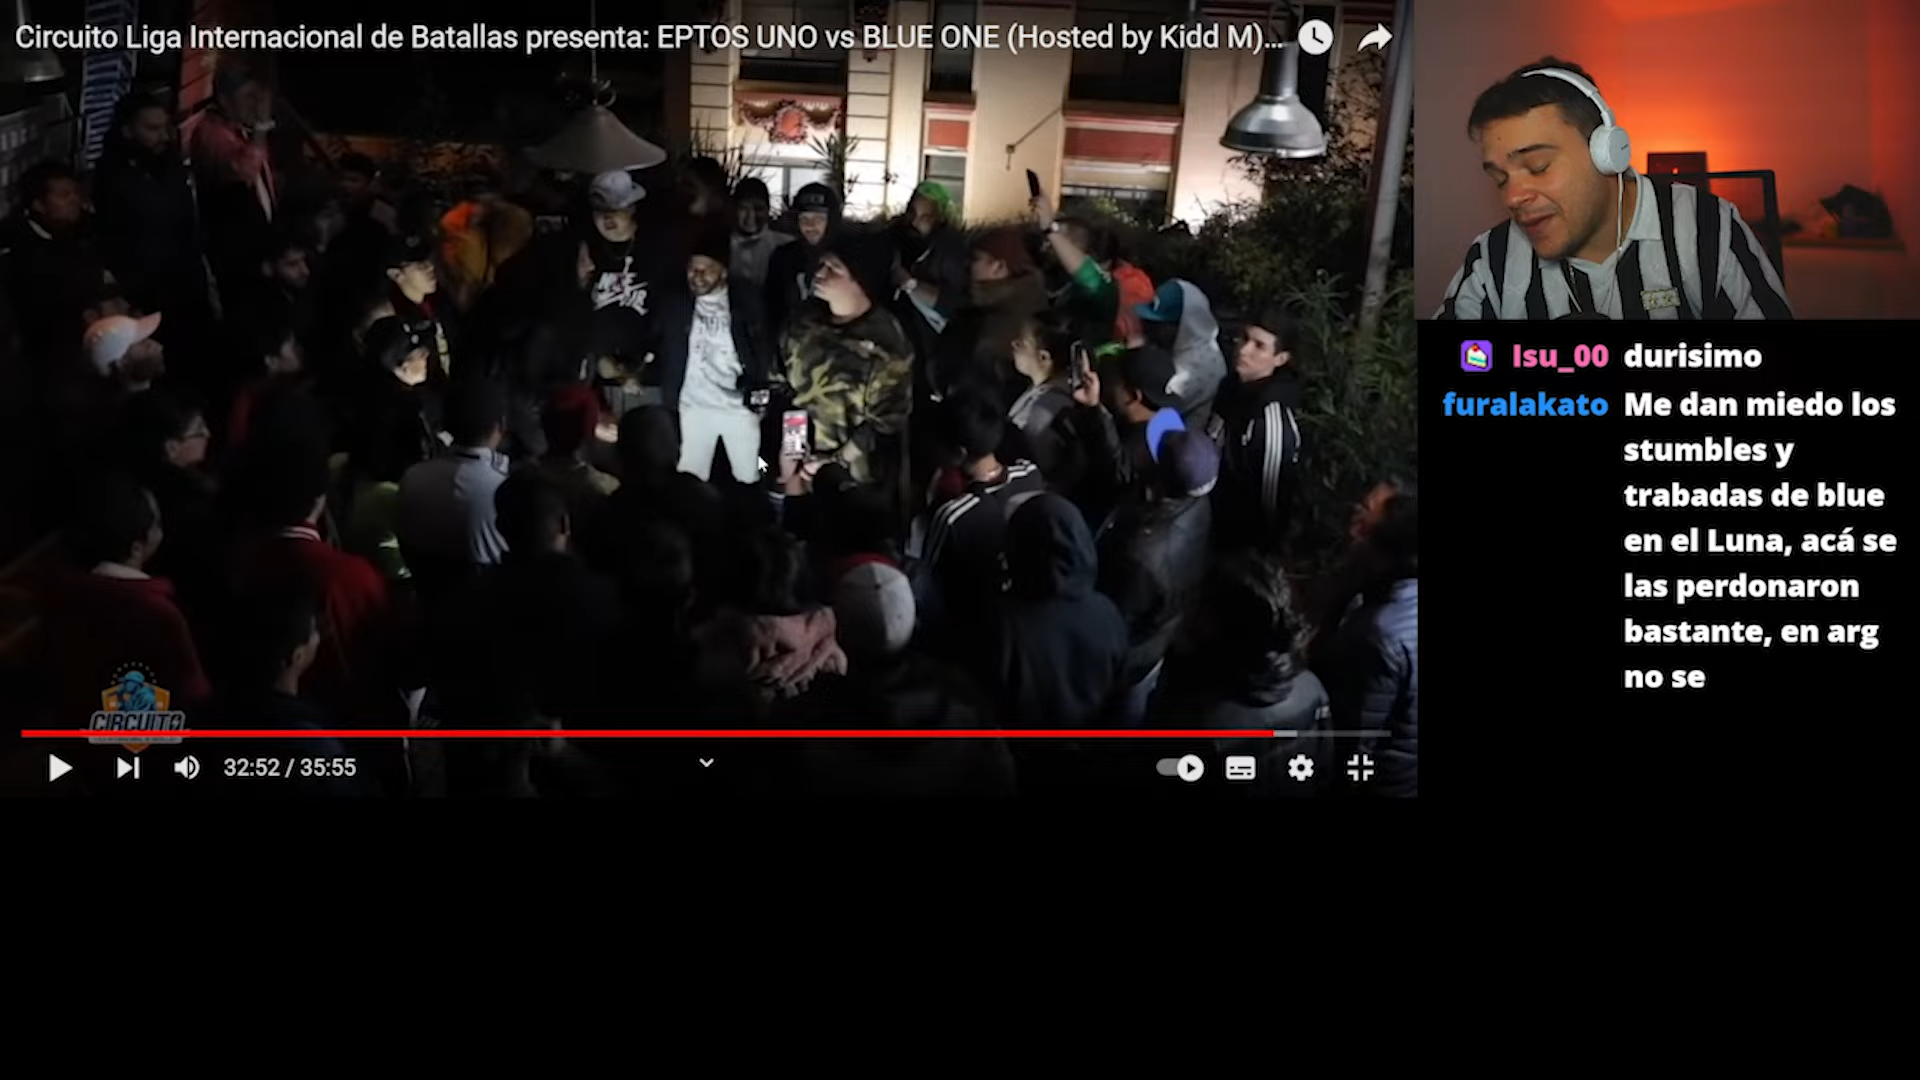 Circuito Liga Internacional de Batallas presenta: EPTOS UNO vs BLUE ONE (Hosted by Kidd M)...
Isu_00 durisimo
furalakato Me dan miedo los
stumbles y
trabadas de blue
en el Luna, acá se
las perdonaron
bastante, en arg
no se
CIRCUITO
32:52 / 35:55